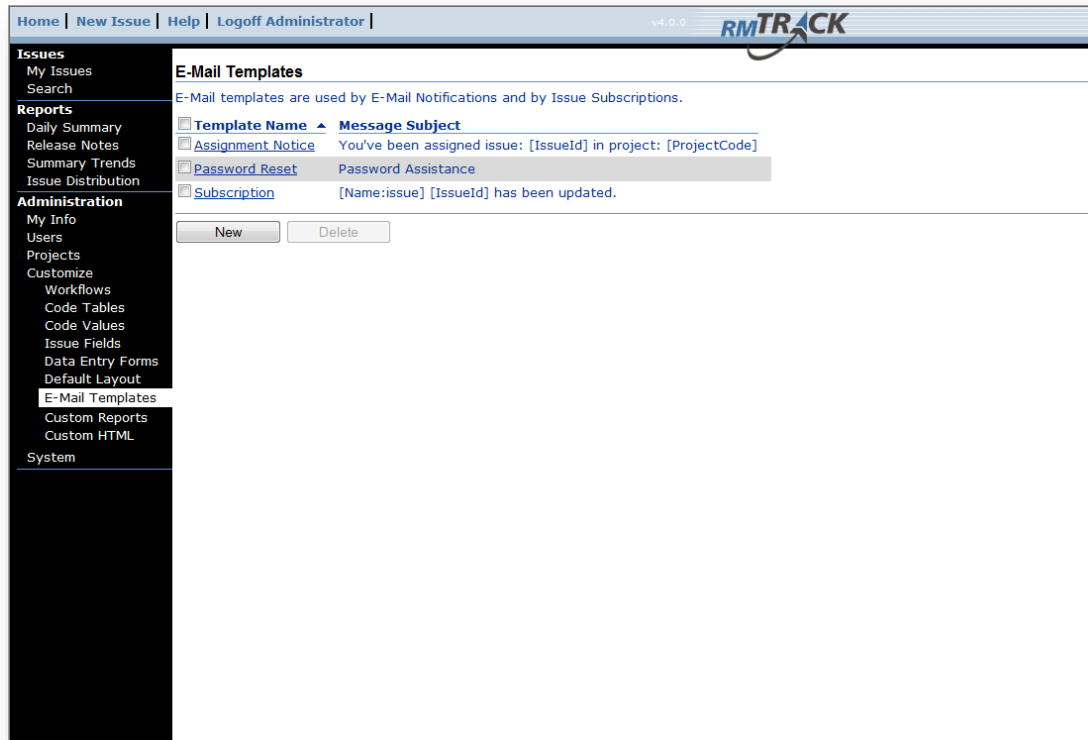 Home | New Issue | Help | Logoff Administrator |
v4.0.0
RMTRACK
Issues
My Issues
Search
Reports
Daily Summary
Release Notes
Summary Trends
Issue Distribution
Administration
My Info
Users
Projects
Customize
Workflows
Code Tables
Code Values
Issue Fields
Data Entry Forms
Default Layout
E-Mail Templates
Custom Reports
Custom HTML
System
E-Mail Templates
E-Mail templates are used by E-Mail Notifications and by Issue Subscriptions.
Template Name Message Subject
Assignment Notice You've been assigned issue: [IssueId] in project: [ProjectCode]
Password Reset Password Assistance
Subscription [Name:issue] [IssueId] has been updated.
New Delete